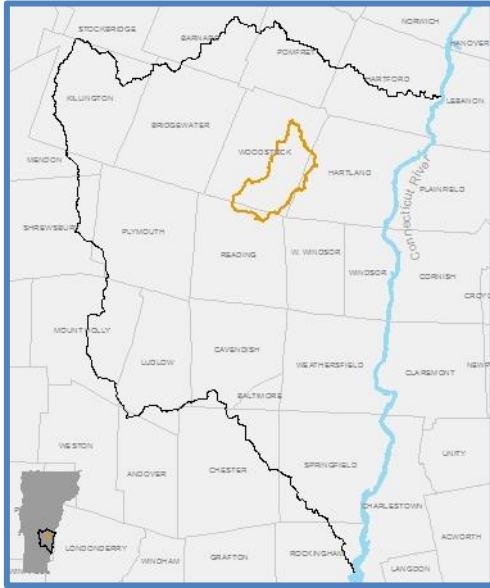 NORWICH
STOCKBRIDGE
BARNARD
HANOVER
POMFRET
HARTFORD
KILLINGTON
LEBANON
BRIDGEWATER
WOODSTOCK
MENDON
HARTLAND
PLAINFIELD
Connecticut River
SHREWSBURY
PLYMOUTH
READING
W. WINDSOR
WINDSOR
CORNISH
CROY
MOUNT HOLLY
LUDLOW
CAVENDISH
WEATHERSFIELD
NEWP
CLAREMONT
BALTIMORE
WESTON
UNITY
ANDOVER
CHESTER
SPRINGFIELD
CHARLESTOWN
ACWORTH
LONDONDERRY
WINDHAM
GRAFTON
ROCKINGHAM
LANGDON